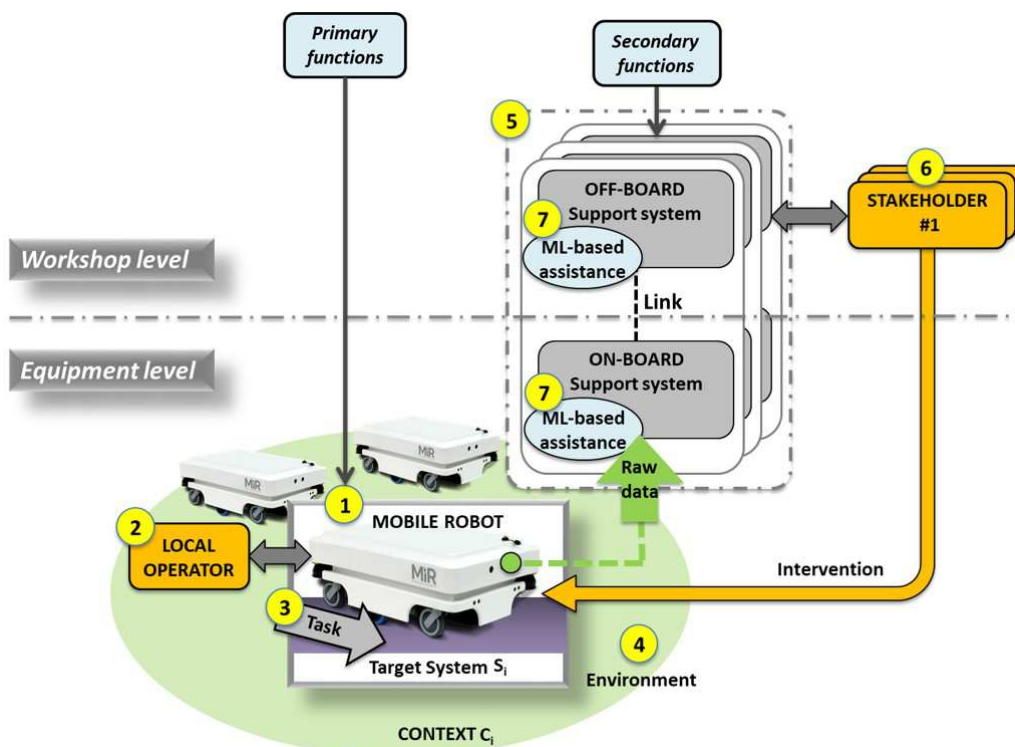 Primary
functions
Secondary
functions
5
6
OFF-BOARD
Support system
STAKEHOLDER
#1
7
ML-based
assistance
Workshop level
Link
Equipment level
ON-BOARD
Support system
7
ML-based
assistance
MiR
MiR
Raw
data
1
MOBILE ROBOT
2
LOCAL
OPERATOR
MiR
Intervention
3
Task
4
Target System Si
Environment
CONTEXT Ci